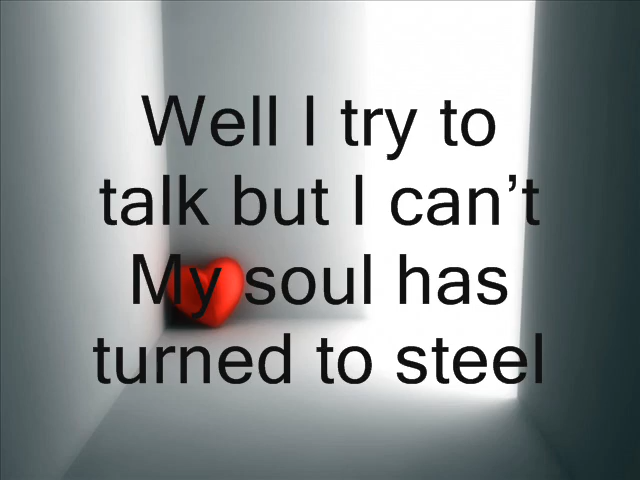 Well I try to
talk but I can’t
My soul has
turned to steel